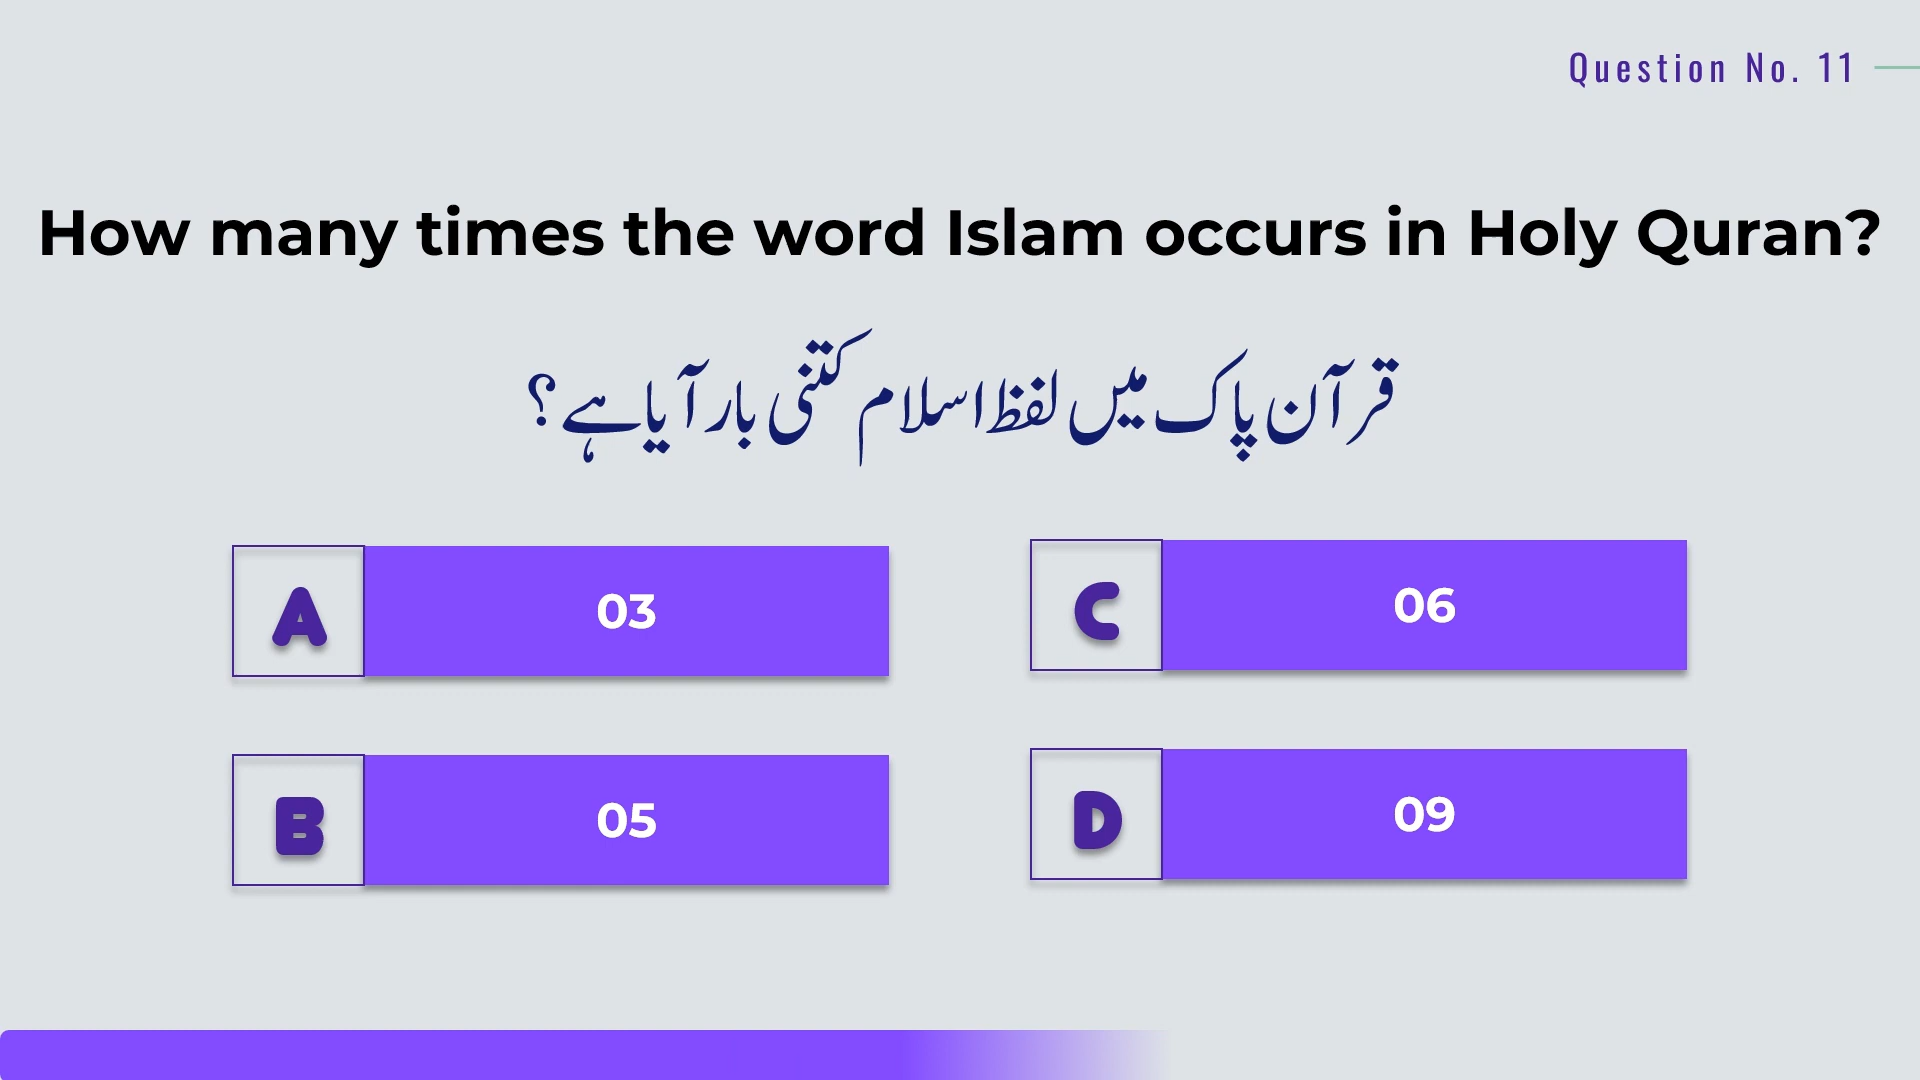 Question No. 11
How many times the word Islam occurs in Holy Quran?
قرآن پاک میں لفظ اسلام کتنی بار آیا ہے؟
A
03
C
06
B
05
D
09